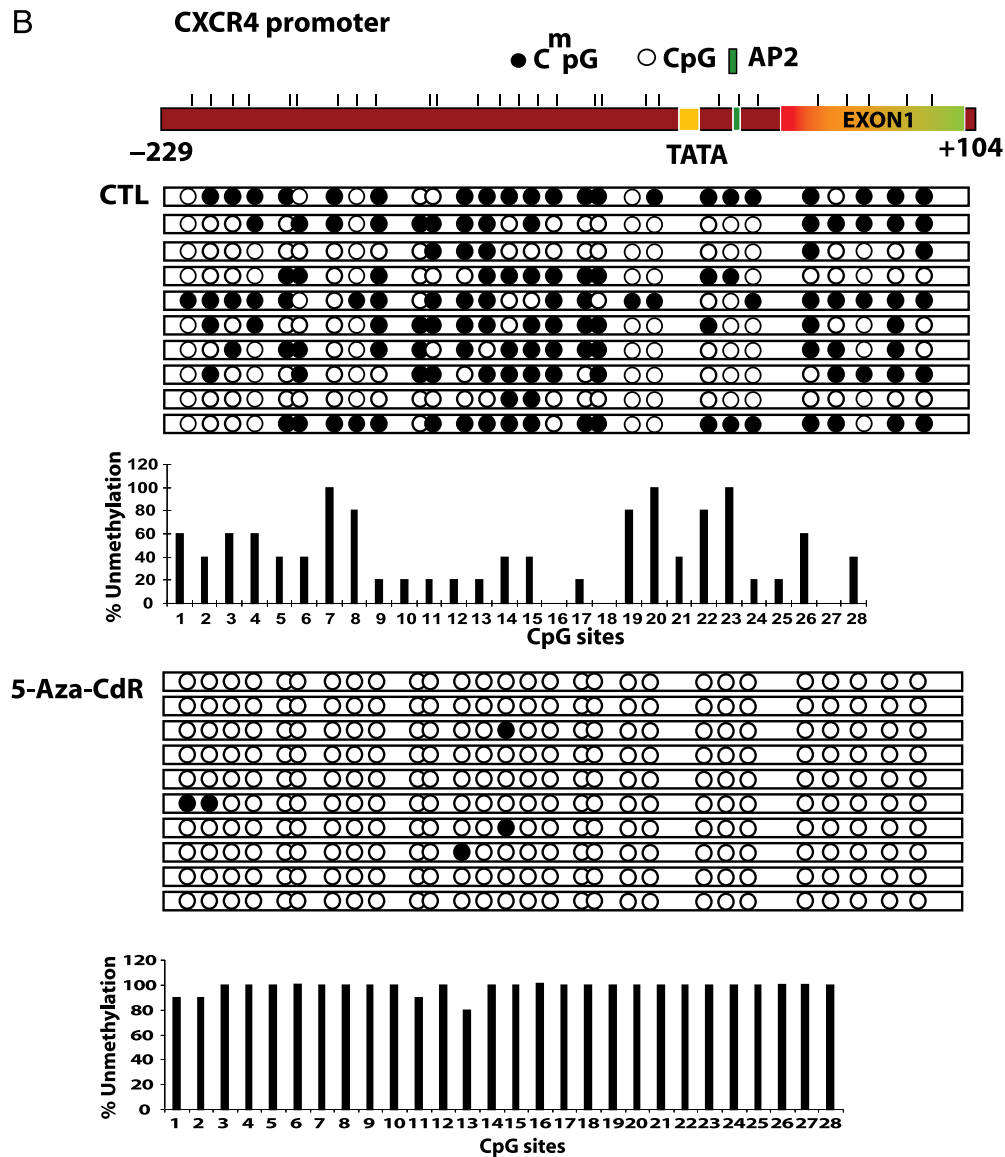 B
CXCR4 promoter
CmpG CpG AP2
EXON1
−229 TATA +104
CTL
120
100
80
60
40
20
0
% Unmethylation
1 2 3 4 5 6 7 8 9 10 11 12 13 14 15 16 17 18 19 20 21 22 23 24 25 26 27 28
CpG sites
5-Aza-CdR
120
100
80
60
40
20
0
% Unmethylation
1 2 3 4 5 6 7 8 9 10 11 12 13 14 15 16 17 18 19 20 21 22 23 24 25 26 27 28
CpG sites